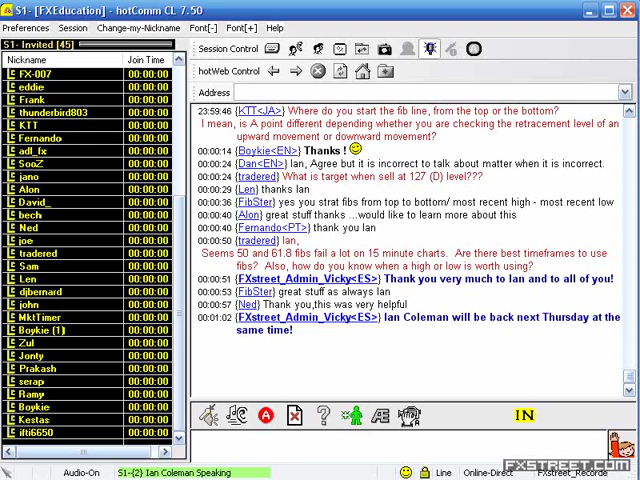 S1- [FXEducation] - hotComm CL 7.50
Preferences Session Change-my-Nickname Font[-] Font[+] Help
S1- Invited [45]
Nickname Join Time
FX-007 00:00:00
eddie 00:00:00
Frank 00:00:00
thunderbird803 00:00:00
KTT 00:00:00
Fernando 00:00:00
adl_fx 00:00:00
SooZ 00:00:00
jano 00:00:00
Alon 00:00:00
David_ 00:00:00
bech 00:00:00
Ned 00:00:00
joe 00:00:00
tradered 00:00:00
Sam 00:00:00
Len 00:00:00
djbernard 00:00:00
john 00:00:00
MktTimer 00:00:00
Boykie (1) 00:00:00
Zul 00:00:00
Jonty 00:00:00
Prakash 00:00:00
serap 00:00:00
Ramy 00:00:00
Boykie 00:00:00
Kestas 00:00:00
ifti6650 00:00:00
Session Control
hotWeb Control
Address
23:59:46 {KTT<JA>} Where do you start the fib line, from the top or the bottom?
I mean, is A point different depending whether you are checking the retracement level of an
upward movement or downward movement?
00:00:14 {Boykie<EN>} Thanks !
00:00:24 {Dan<EN>} Ian, Agree but it is incorrect to talk about matter when it is incorrect.
00:00:24 {tradered} What is target when sell at 127 (D) level???
00:00:29 {Len} thanks Ian
00:00:36 {FibSter} yes you strat fibs from top to bottom/ most recent high - most recent low
00:00:40 {Alon} great stuff thanks ...would like to learn more about this
00:00:40 {Fernando<PT>} thank you Ian
00:00:50 {tradered} Ian,
Seems 50 and 61.8 fibs fail a lot on 15 minute charts. Are there best timeframes to use
fibs? Also, how do you know when a high or low is worth using?
00:00:51 {FXstreet_Admin_Vicky<ES>} Thank you very much to Ian and to all of you!
00:00:53 {FibSter} great stuff as always Ian
00:00:57 {Ned} Thank you,this was very helpful
00:01:02 {FXstreet_Admin_Vicky<ES>} Ian Coleman will be back next Thursday at the
same time!
A ? Æ IN
Audio-On S1-{2} Ian Coleman Speaking Line Online-Direct FXstreet_Recorde
FXSTREET.COM